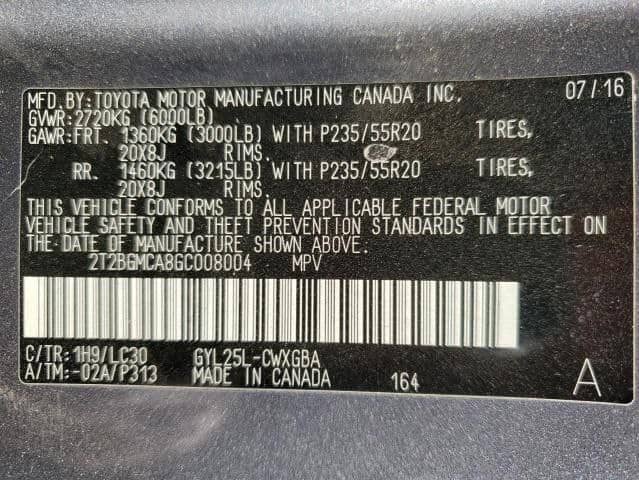 MFD.BY:TOYOTA MOTOR MANUFACTURING CANADA INC. 07/16
GVWR:2720KG (6000LB)
GAWR:FRT. 1360KG (3000LB) WITH P235/55R20 TIRES,
20X8J RIMS.
RR. 1460KG (3215LB) WITH P235/55R20 TIRES,
20X8J RIMS.
THIS VEHICLE CONFORMS TO ALL APPLICABLE FEDERAL MOTOR
VEHICLE SAFETY AND THEFT PREVENTION STANDARDS IN EFFECT ON
THE DATE OF MANUFACTURE SHOWN ABOVE.
2T2BGMCA8GC008004 MPV
C/TR:1H9/LC30 GYL25L-CWXGBA
A/TM:-02A/P313 MADE IN CANADA 164 A